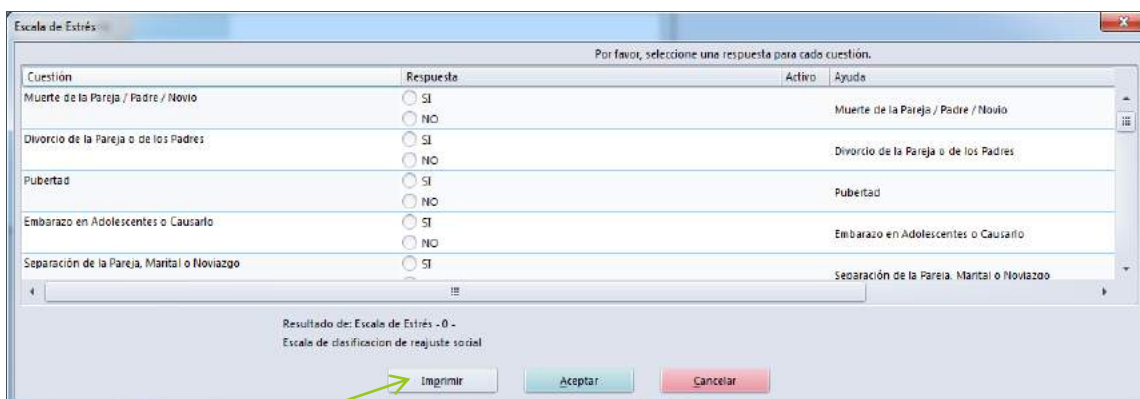 Escala de Estrés
Por favor, seleccione una respuesta para cada cuestión.
Cuestión Respuesta Activo Ayuda
Muerte de la Pareja / Padre / Novio SI
NO Muerte de la Pareja / Padre / Novio
Divorcio de la Pareja o de los Padres SI
NO Divorcio de la Pareja o de los Padres
Pubertad SI
NO Pubertad
Embarazo en Adolescentes o Causarlo SI
NO Embarazo en Adolescentes o Causarlo
Separación de la Pareja, Marital o Noviazgo SI
Separación de la Pareja, Marital o Noviazgo
Resultado de: Escala de Estrés - 0 -
Escala de clasificacion de reajuste social
Imprimir Aceptar Cancelar